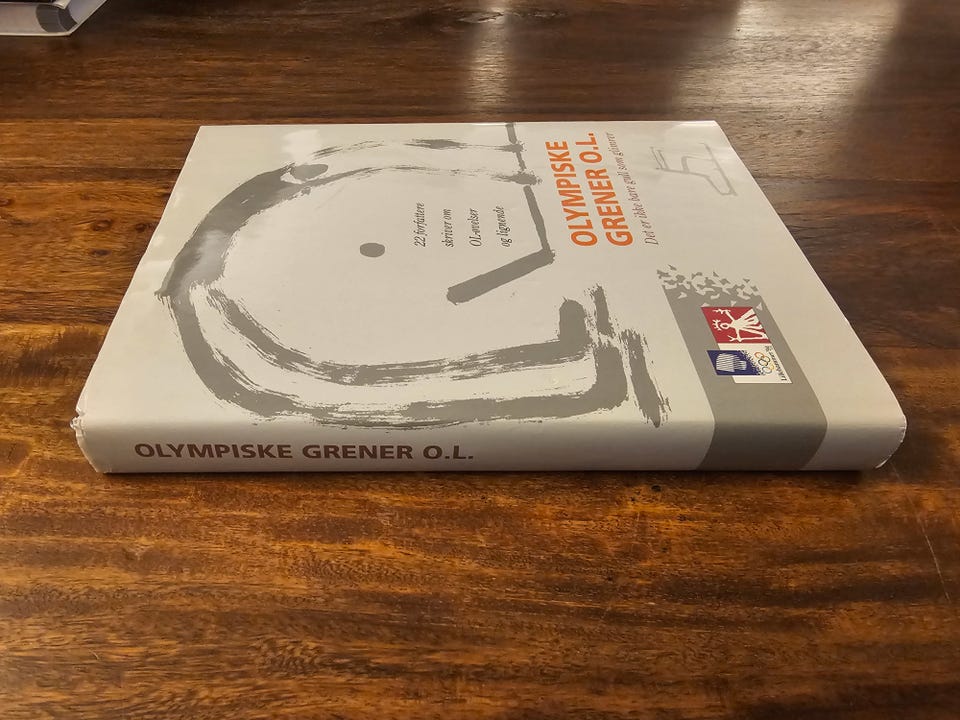 OLYMPISKE
GRENER O.L.
Det er ikke bare gull som glimrer
22 forfattere
skriver om
OL-øvelser
og lignende
OLYMPISKE GRENER O.L.